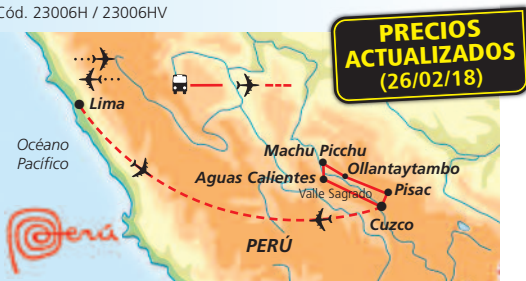 Cód. 23006H / 23006HV
PRECIOS
ACTUALIZADOS
(26/02/18)
Lima
Océano
Pacífico
Machu Picchu
Ollantaytambo
Aguas Calientes
Valle Sagrado
Pisac
Cuzco
PERÚ
Perú